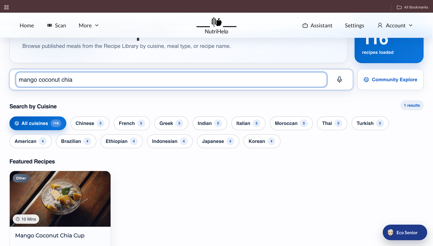 All Bookmarks
Home
Scan
More
NutriHelp
Assistant
Settings
Account
Browse published meals from the Recipe Library by cuisine, meal type, or recipe name.
116
recipes loaded
mango coconut chia
Community Explore
Search by Cuisine
1 results
All cuisines 116
Chinese 5
French 5
Greek 5
Indian 5
Italian 5
Moroccan 5
Thai 5
Turkish 5
American 4
Brazilian 4
Ethiopian 4
Indonesian 4
Japanese 4
Korean 4
Featured Recipes
Other
10 Mins
Mango Coconut Chia Cup
Eco Senior